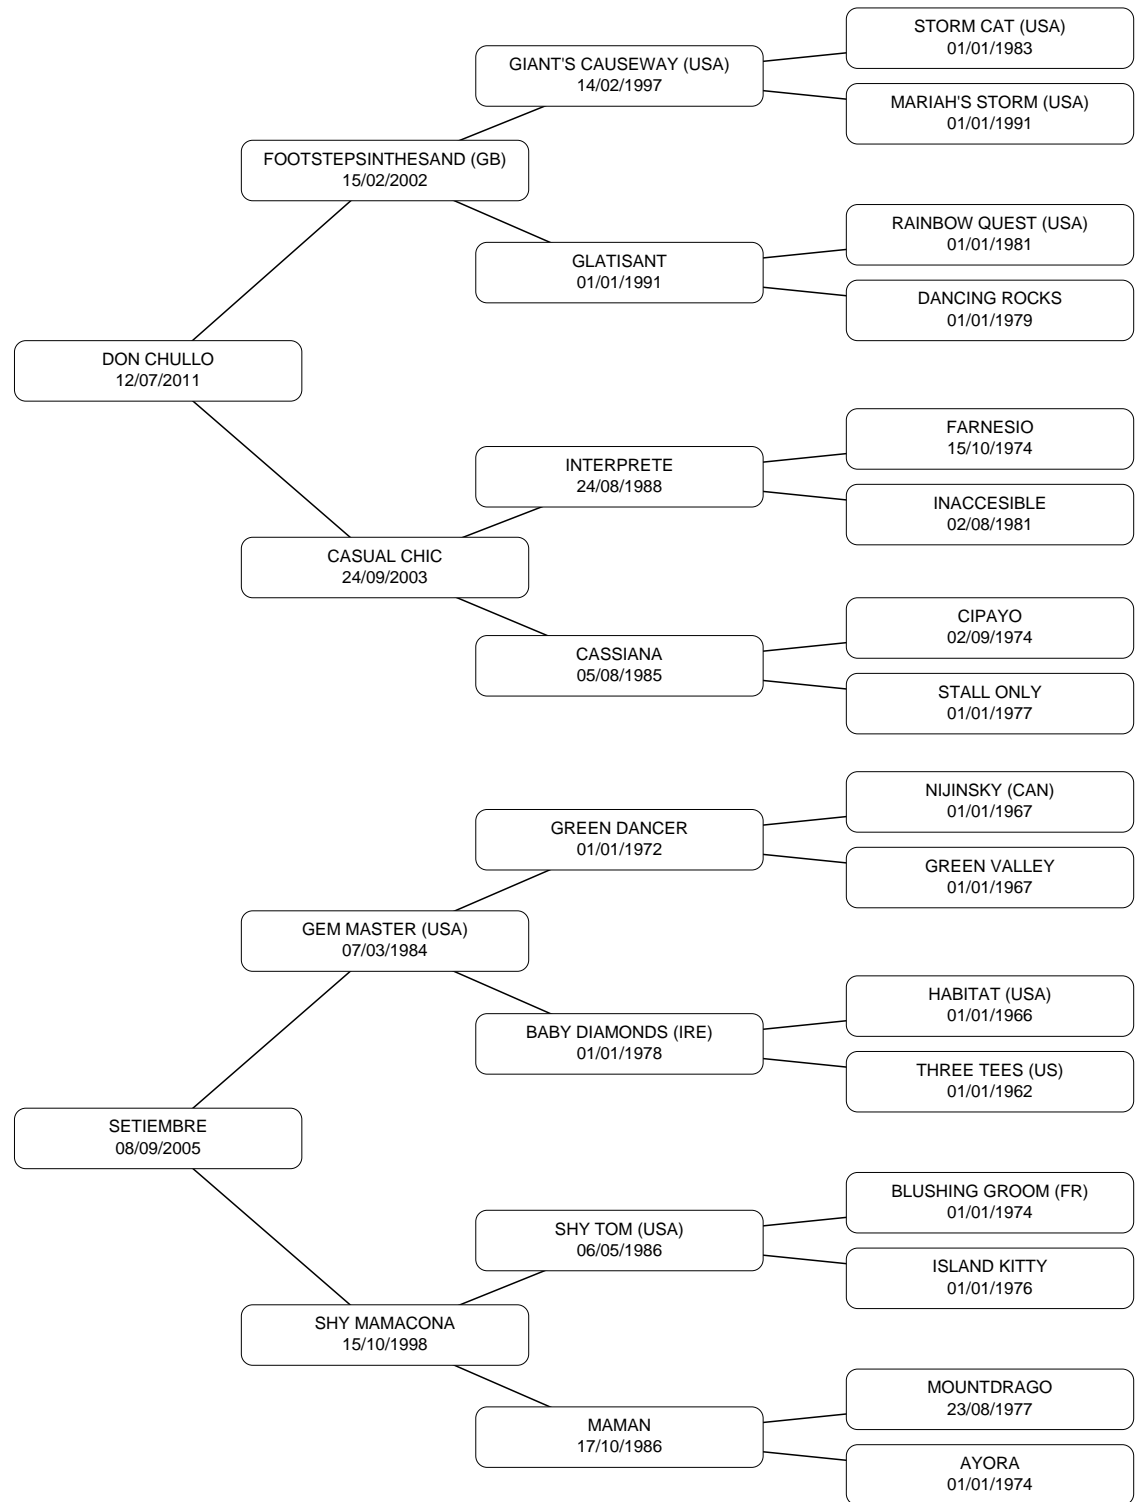 STORM CAT (USA)
01/01/1983
GIANT'S CAUSEWAY (USA)
14/02/1997
MARIAH'S STORM (USA)
01/01/1991
FOOTSTEPSINTHESAND (GB)
15/02/2002
RAINBOW QUEST (USA)
01/01/1981
GLATISANT
01/01/1991
DANCING ROCKS
01/01/1979
DON CHULLO
12/07/2011
FARNESIO
15/10/1974
INTERPRETE
24/08/1988
INACCESIBLE
02/08/1981
CASUAL CHIC
24/09/2003
CIPAYO
02/09/1974
CASSIANA
05/08/1985
STALL ONLY
01/01/1977
NIJINSKY (CAN)
01/01/1967
GREEN DANCER
01/01/1972
GREEN VALLEY
01/01/1967
GEM MASTER (USA)
07/03/1984
HABITAT (USA)
01/01/1966
BABY DIAMONDS (IRE)
01/01/1978
THREE TEES (US)
01/01/1962
SETIEMBRE
08/09/2005
BLUSHING GROOM (FR)
01/01/1974
SHY TOM (USA)
06/05/1986
ISLAND KITTY
01/01/1976
SHY MAMACONA
15/10/1998
MOUNTDRAGO
23/08/1977
MAMAN
17/10/1986
AYORA
01/01/1974